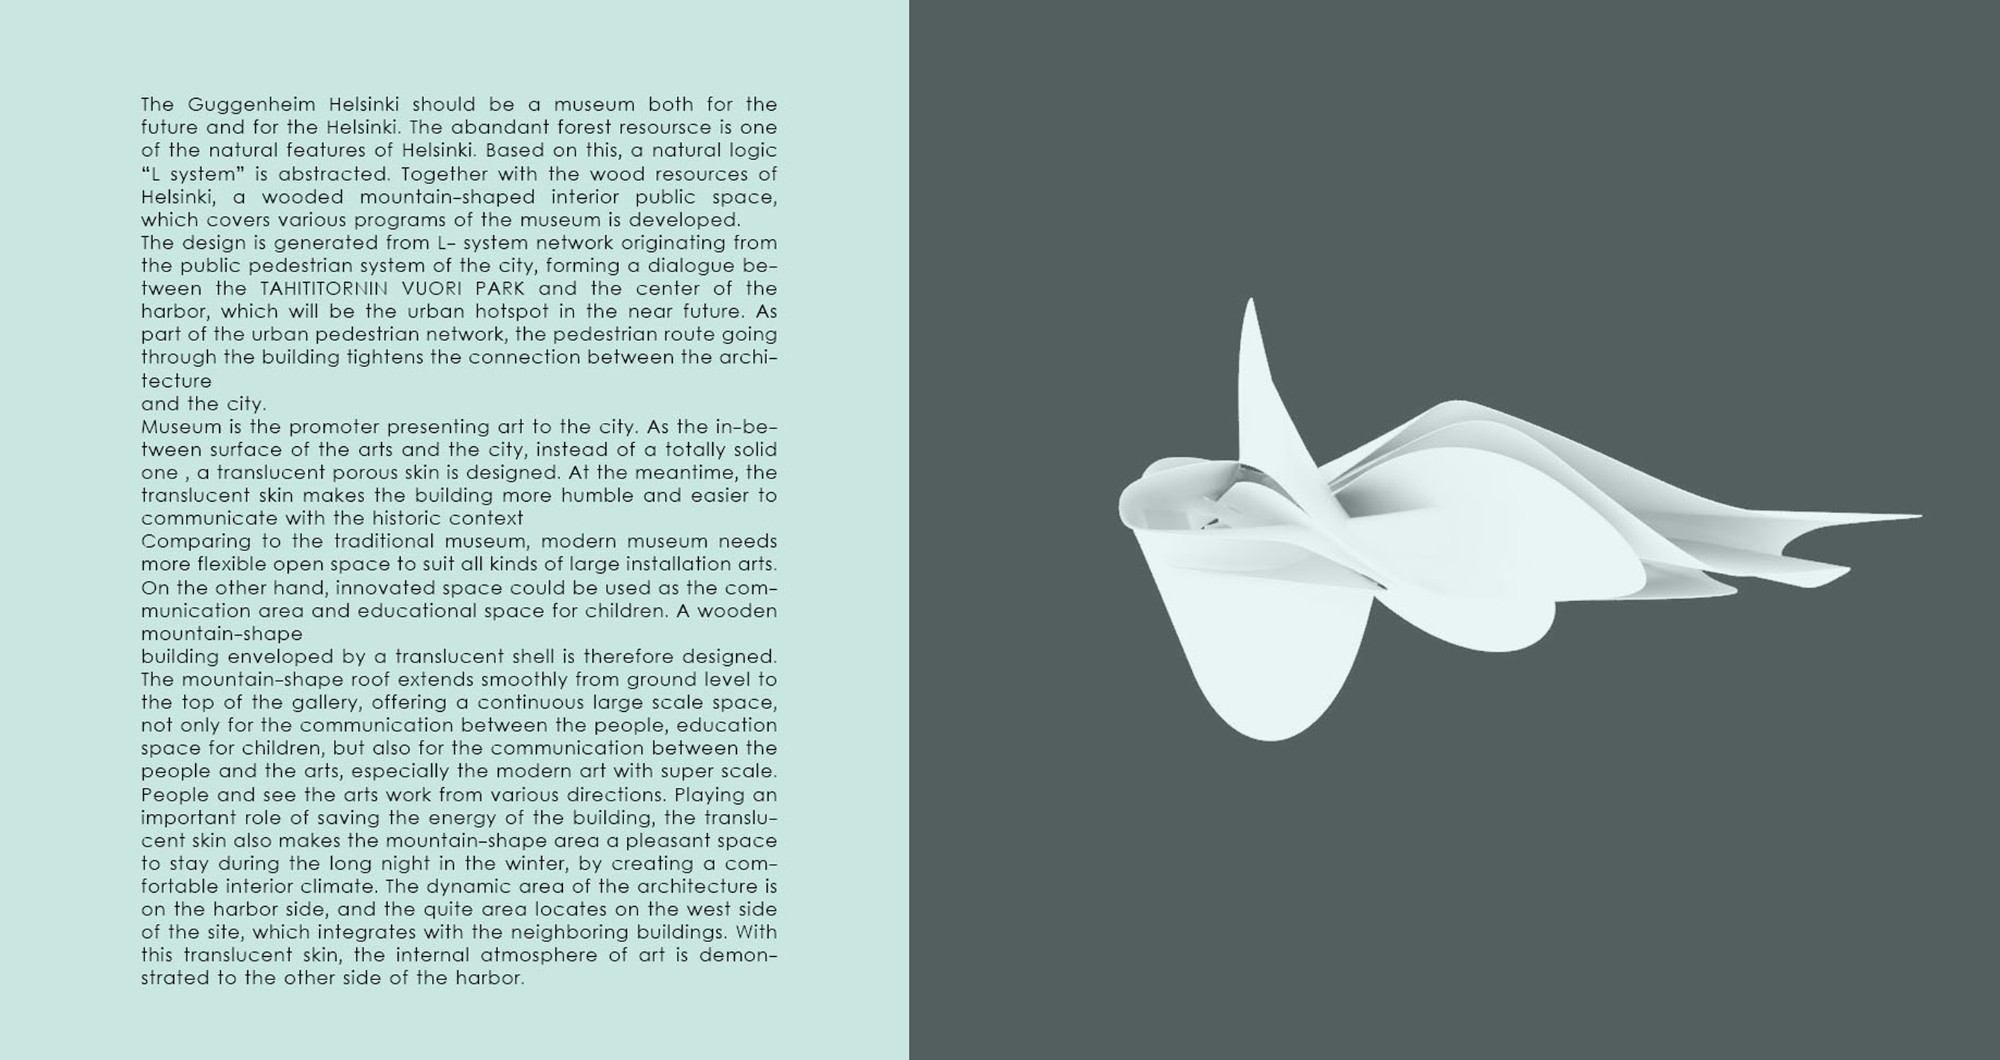 The Guggenheim Helsinki should be a museum both for the
future and for the Helsinki. The abandant forest resoursce is one
of the natural features of Helsinki. Based on this, a natural logic
“L system” is abstracted. Together with the wood resources of
Helsinki, a wooded mountain-shaped interior public space,
which covers various programs of the museum is developed.
The design is generated from L- system network originating from
the public pedestrian system of the city, forming a dialogue be-
tween the TAHITITORNIN VUORI PARK and the center of the
harbor, which will be the urban hotspot in the near future. As
part of the urban pedestrian network, the pedestrian route going
through the building tightens the connection between the archi-
tecture
and the city.
Museum is the promoter presenting art to the city. As the in-be-
tween surface of the arts and the city, instead of a totally solid
one , a translucent porous skin is designed. At the meantime, the
translucent skin makes the building more humble and easier to
communicate with the historic context
Comparing to the traditional museum, modern museum needs
more flexible open space to suit all kinds of large installation arts.
On the other hand, innovated space could be used as the com-
munication area and educational space for children. A wooden
mountain-shape
building enveloped by a translucent shell is therefore designed.
The mountain-shape roof extends smoothly from ground level to
the top of the gallery, offering a continuous large scale space,
not only for the communication between the people, education
space for children, but also for the communication between the
people and the arts, especially the modern art with super scale.
People and see the arts work from various directions. Playing an
important role of saving the energy of the building, the translu-
cent skin also makes the mountain-shape area a pleasant space
to stay during the long night in the winter, by creating a com-
fortable interior climate. The dynamic area of the architecture is
on the harbor side, and the quite area locates on the west side
of the site, which integrates with the neighboring buildings. With
this translucent skin, the internal atmosphere of art is demon-
strated to the other side of the harbor.